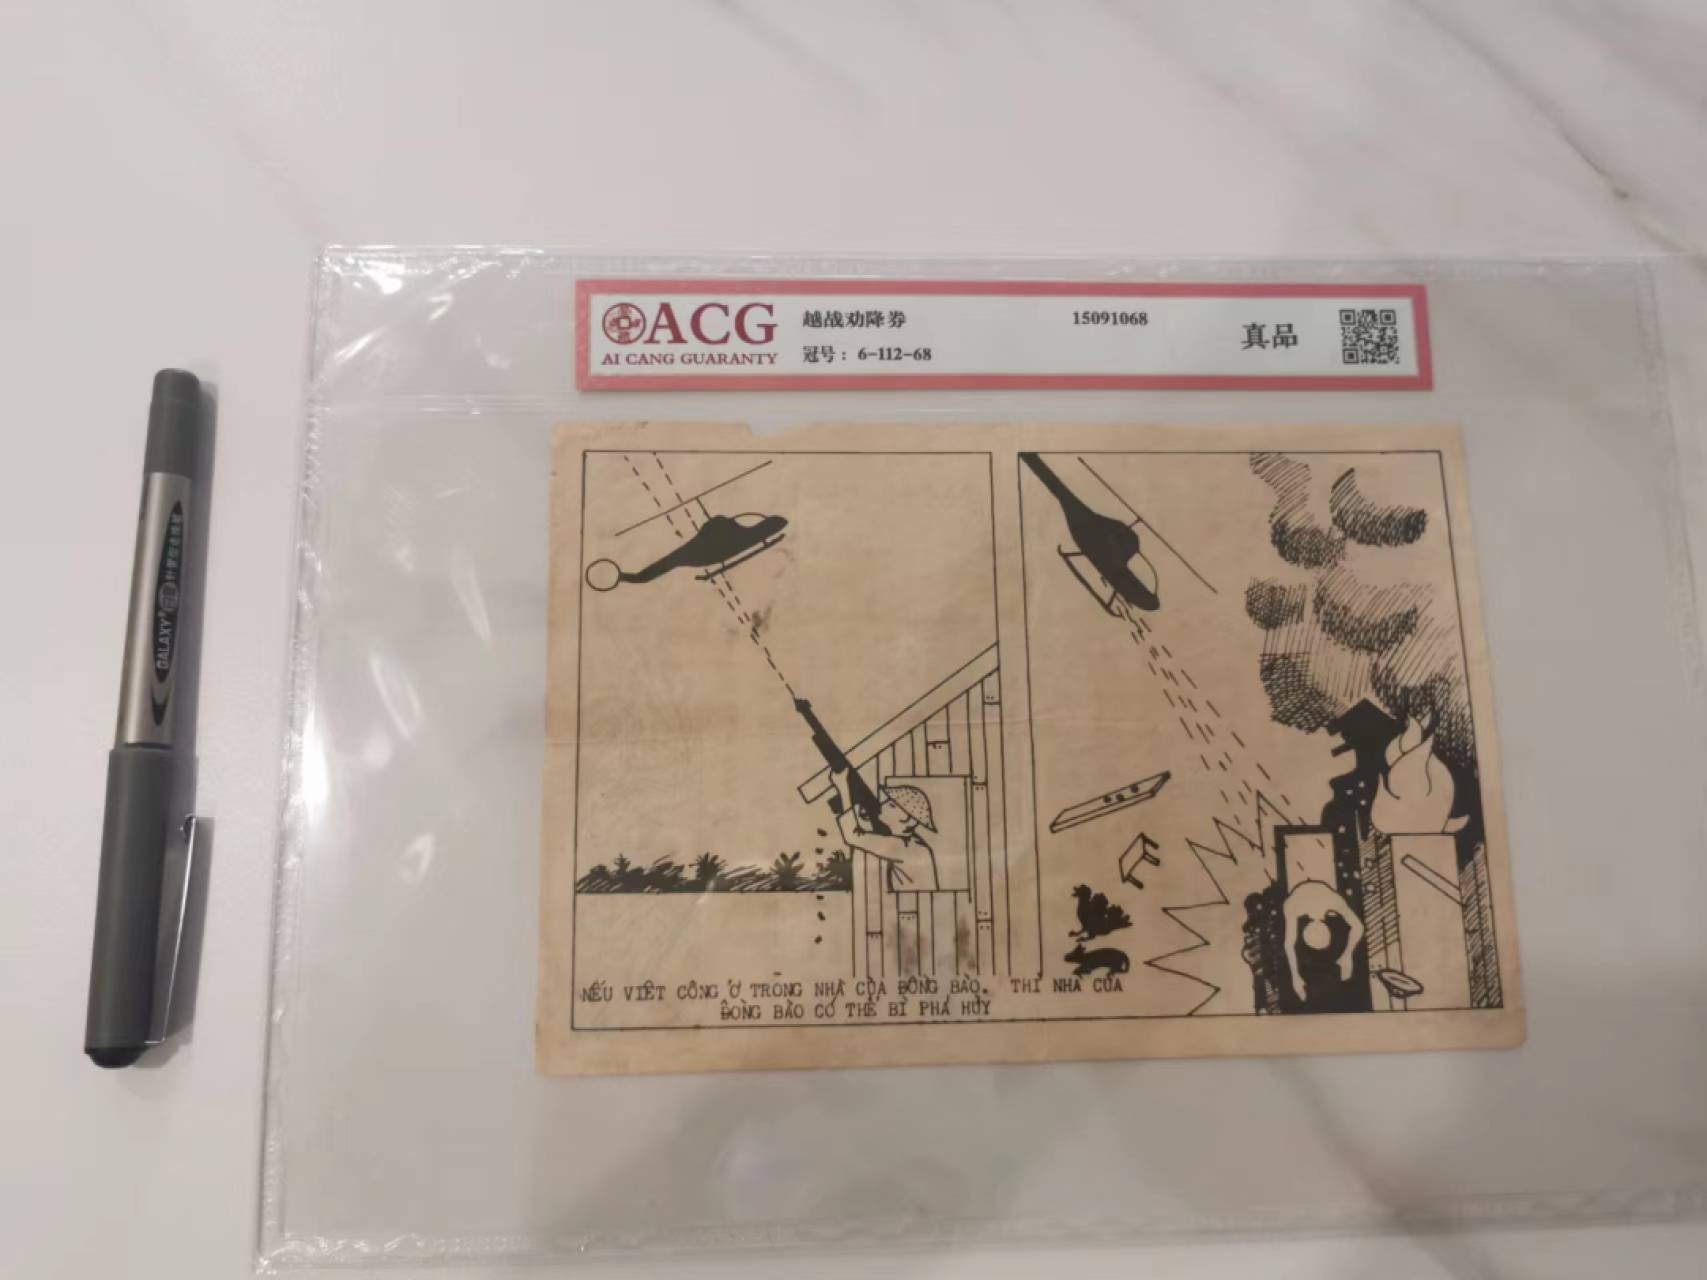 ACG
AI CANG GUARANTY
越战劝降券
冠号：6-112-68
15091068
真品
GALAXY
NẾU VIÊT CÔNG Ở TRONG NHÀ CỦA ĐỒNG BÀO. THÌ NHÀ CỦA
ĐỒNG BÀO CÓ THỂ BỊ PHÁ HỦY